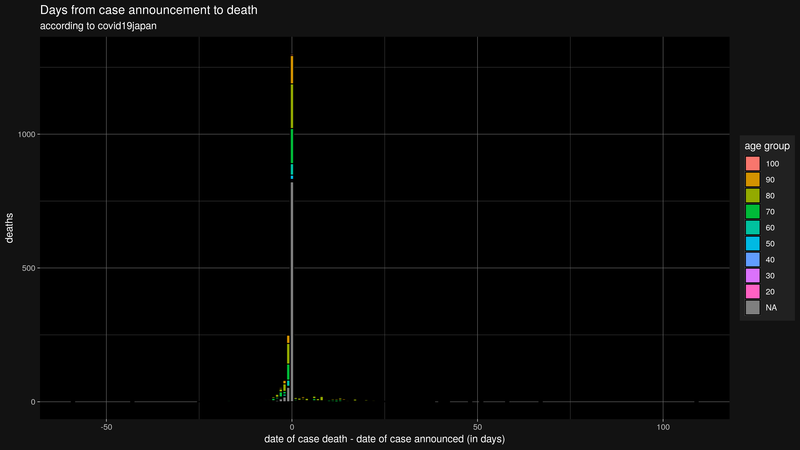 Days from case announcement to death
according to covid19japan
deaths
1000
500
0
-50
0
50
100
date of case death - date of case announced (in days)
age group
100
90
80
70
60
50
40
30
20
NA